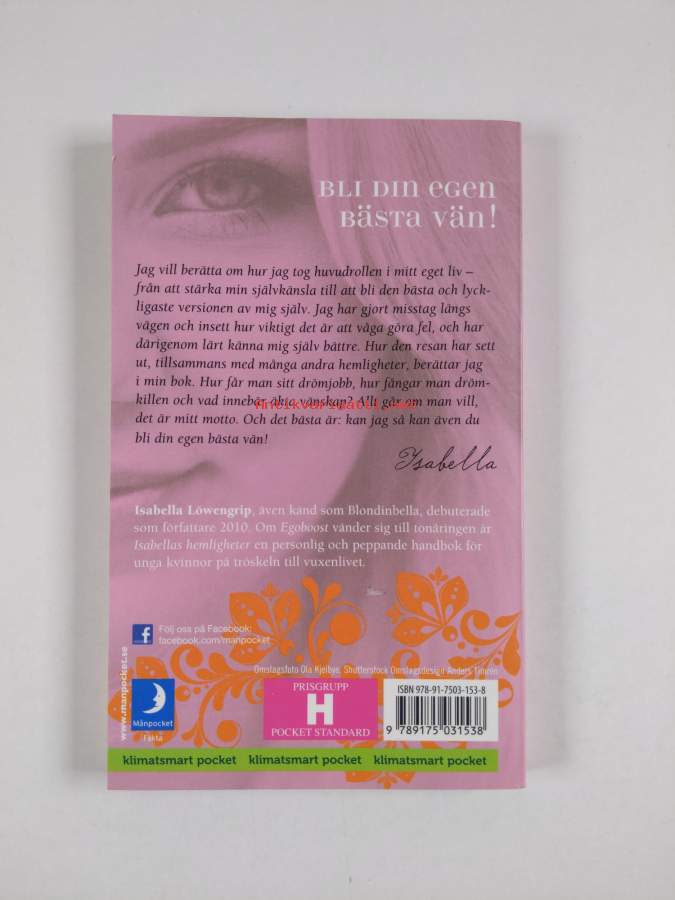 BLI DIN EGEN
BÄSTA VÄN!
Jag vill berätta om hur jag tog huvudrollen i mitt eget liv –
från att stärka min självkänsla till att bli den bästa och lyck-
ligaste versionen av mig själv. Jag har gjort misstag längs
vägen och insett hur viktigt det är att våga göra fel, och har
därigenom lärt känna mig själv bättre. Hur den resan har sett
ut, tillsammans med många andra hemligheter, berättar jag
i min bok. Hur får man sitt drömjobb, hur fångar man dröm-
killen och vad innebär äkta vänskap? Allt går om man vill,
det är mitt motto. Och det bästa är: kan jag så kan även du
bli din egen bästa vän!
Isabella
Isabella Löwengrip, även känd som Blondinbella, debuterade
som författare 2010. Om Egoboost vänder sig till tonåringen är
Isabellas hemligheter en personlig och peppande handbok för
unga kvinnor på tröskeln till vuxenlivet.
f
Följ oss på Facebook:
facebook.com/manpocket
Omslagsfoto Ola Kjelbye, Shutterstock Omslagsdesign Anders Timrén
www.manpocket.se
Månpocket
Fakta
PRISGRUPP
H
POCKET STANDARD
ISBN 978-91-7503-153-8
9 789175 031538
klimatsmart pocket klimatsmart pocket klimatsmart pocket